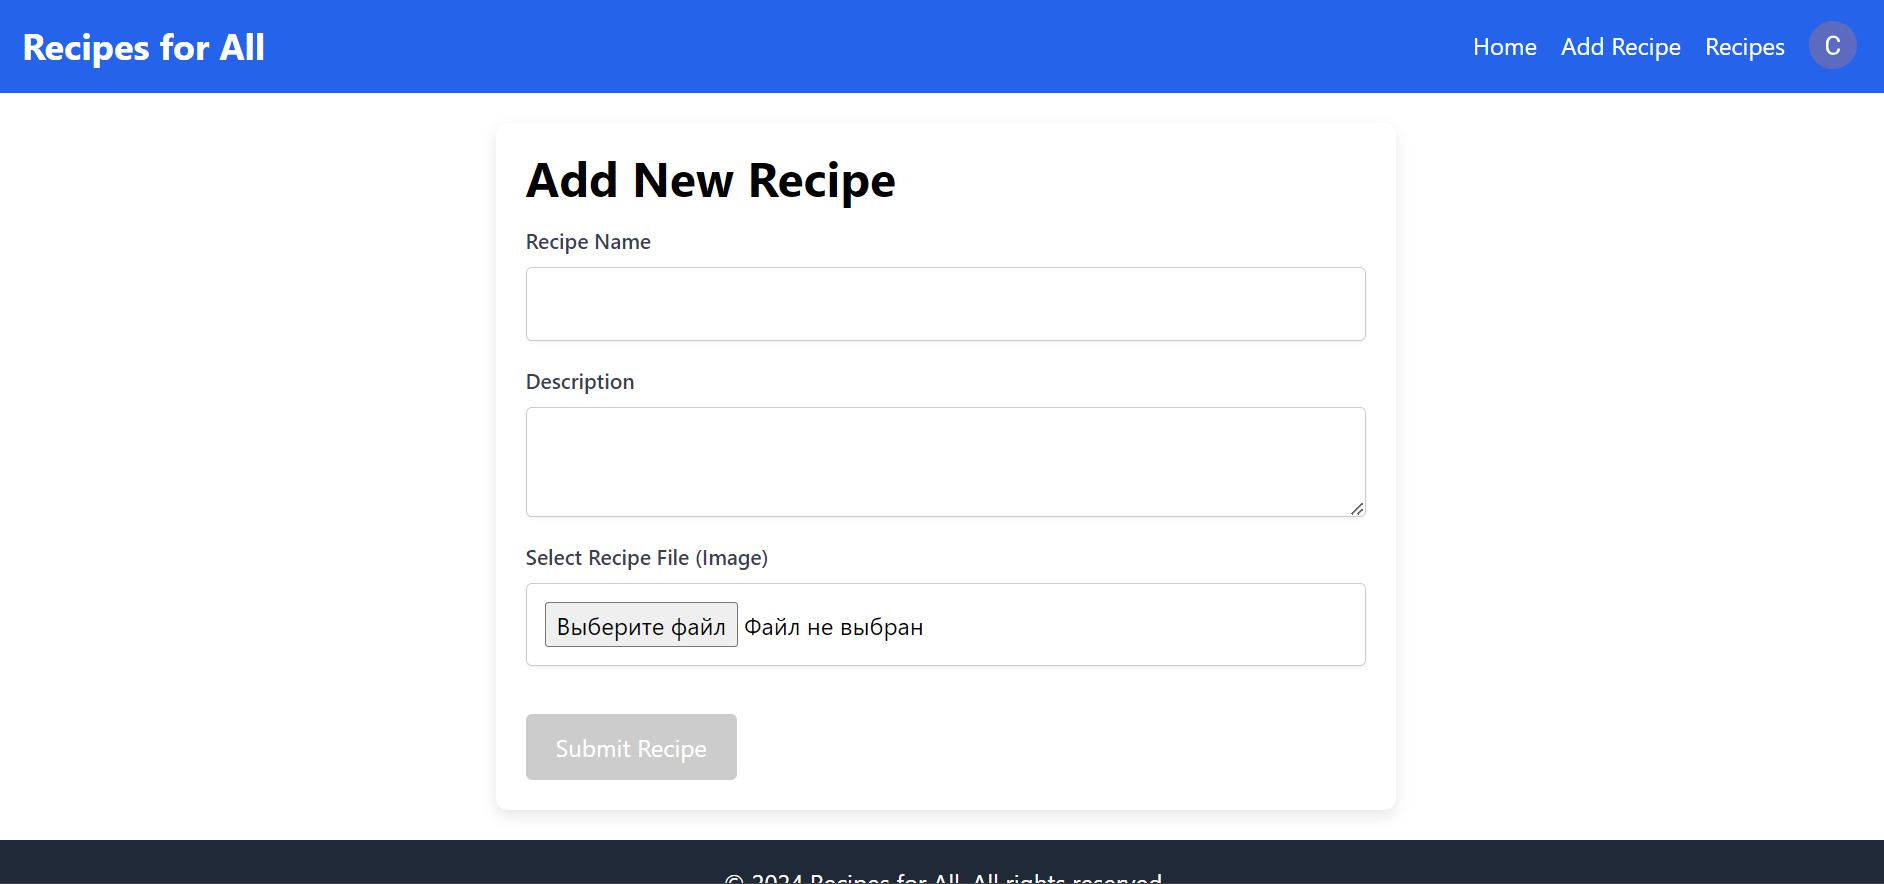 Recipes for All
Home Add Recipe Recipes C
Add New Recipe
Recipe Name
Description
Select Recipe File (Image)
Выберите файл Файл не выбран
Submit Recipe
© 2024 Recipes for All. All rights reserved.